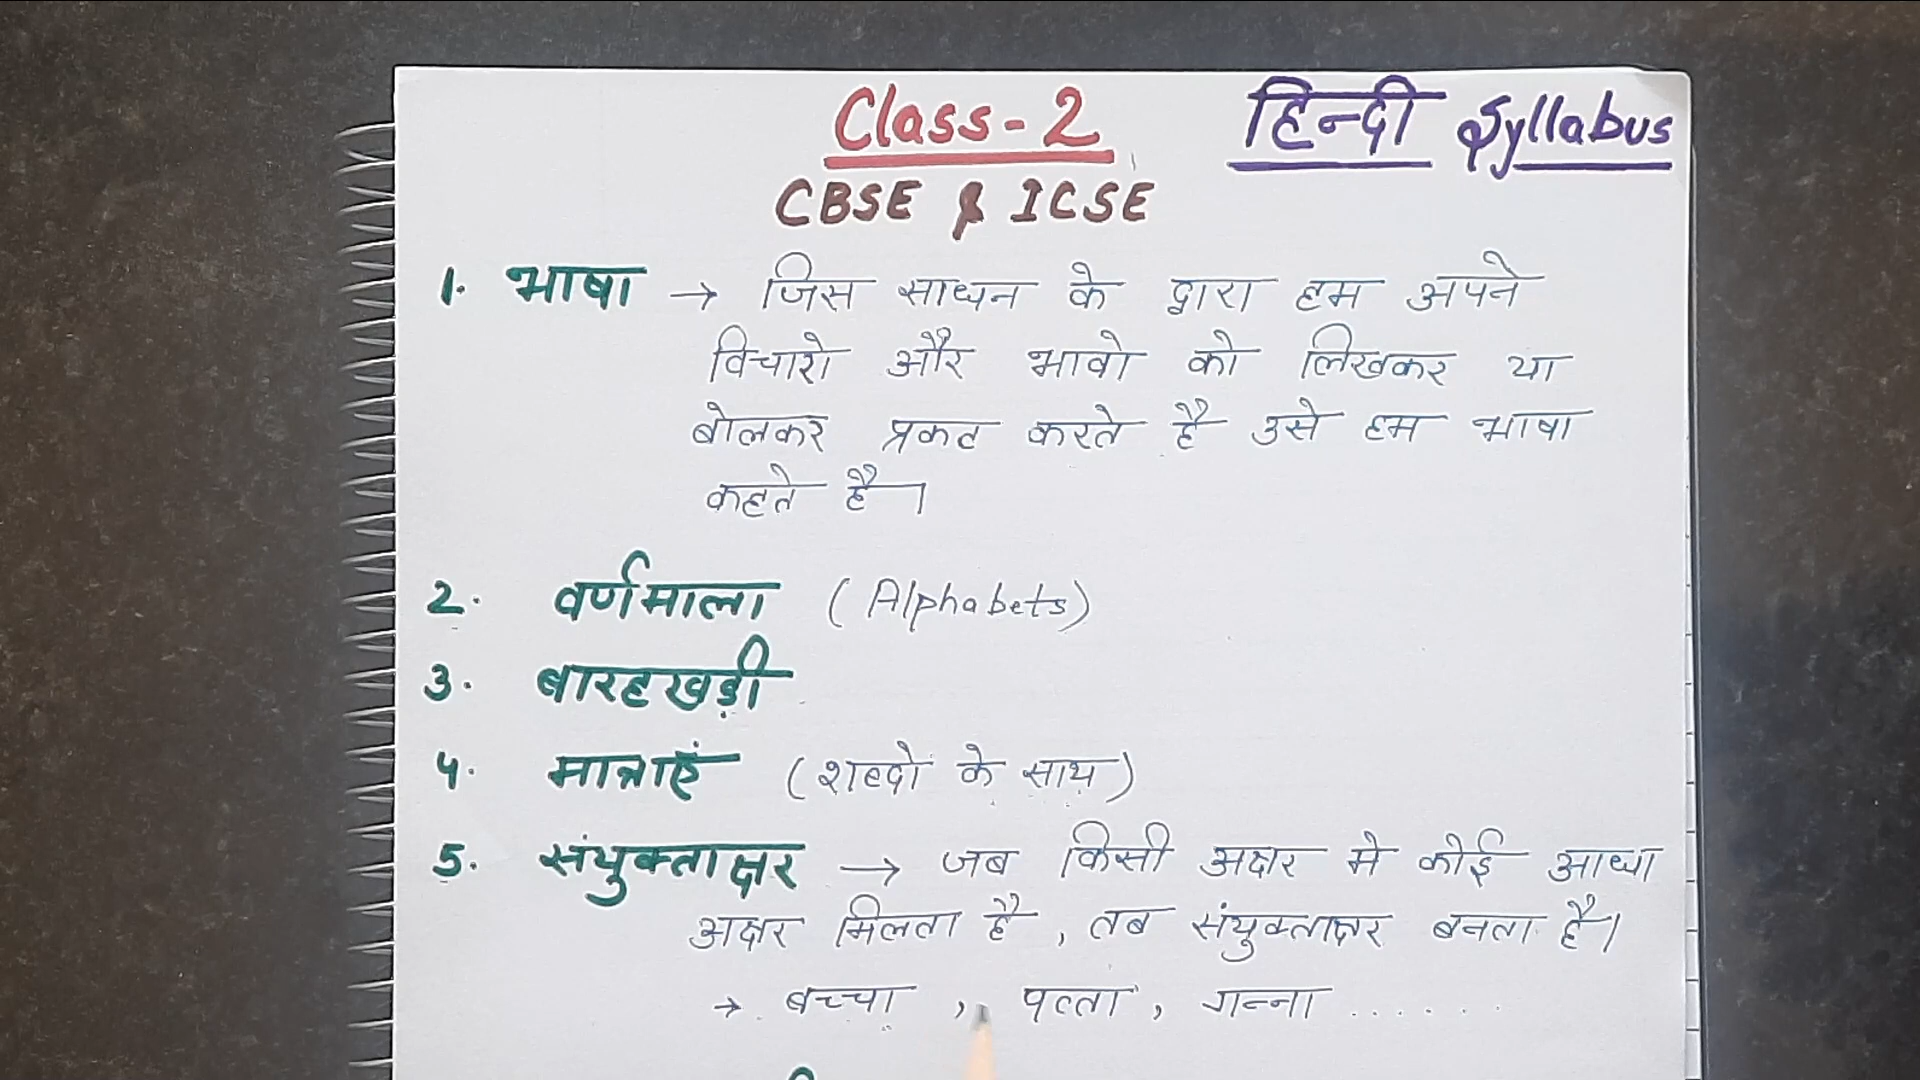 Class-2 हिन्दी Syllabus
CBSE & ICSE
1. भाषा → जिस साधन के द्वारा हम अपने
विचारो और भावो को लिखकर या
बोलकर प्रकट करते है उसे हम भाषा
कहते है।
2. वर्णमाला (Alphabets)
3. बारहखड़ी
4. मात्राएं (शब्दों के साथ)
5. संयुक्ताक्षर → जब किसी अक्षर मे कोई आधा
अक्षर मिलता है, तब संयुक्ताक्षर बनता है।
→ बच्चा, पत्ता, गन्ना ......